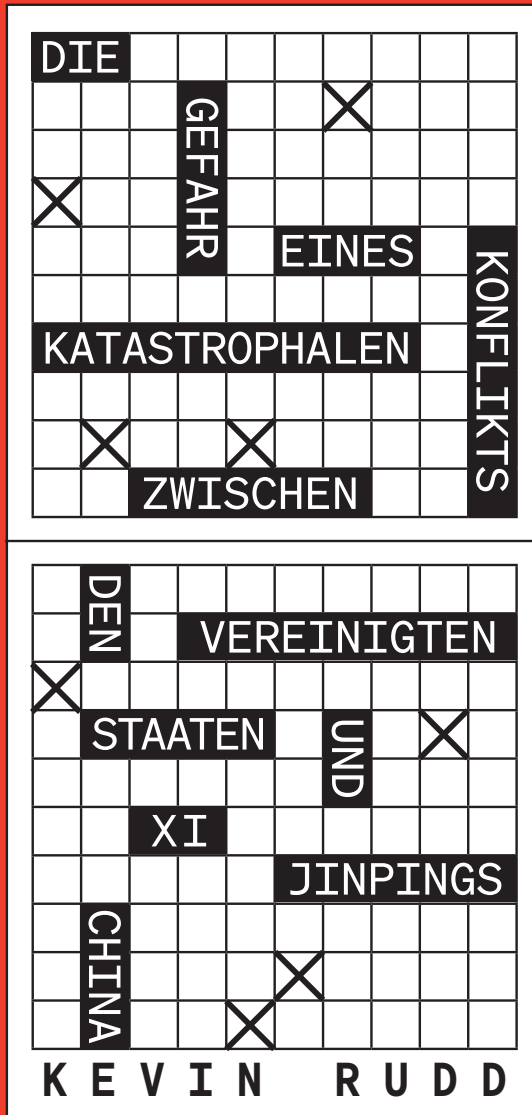 DIE
GEFAHR
EINES
KONFLIKTS
KATASTROPHALEN
ZWISCHEN
DEN
VEREINIGTEN
STAATEN
UND
XI
JINPINGS
CHINA
KEVIN RUDD